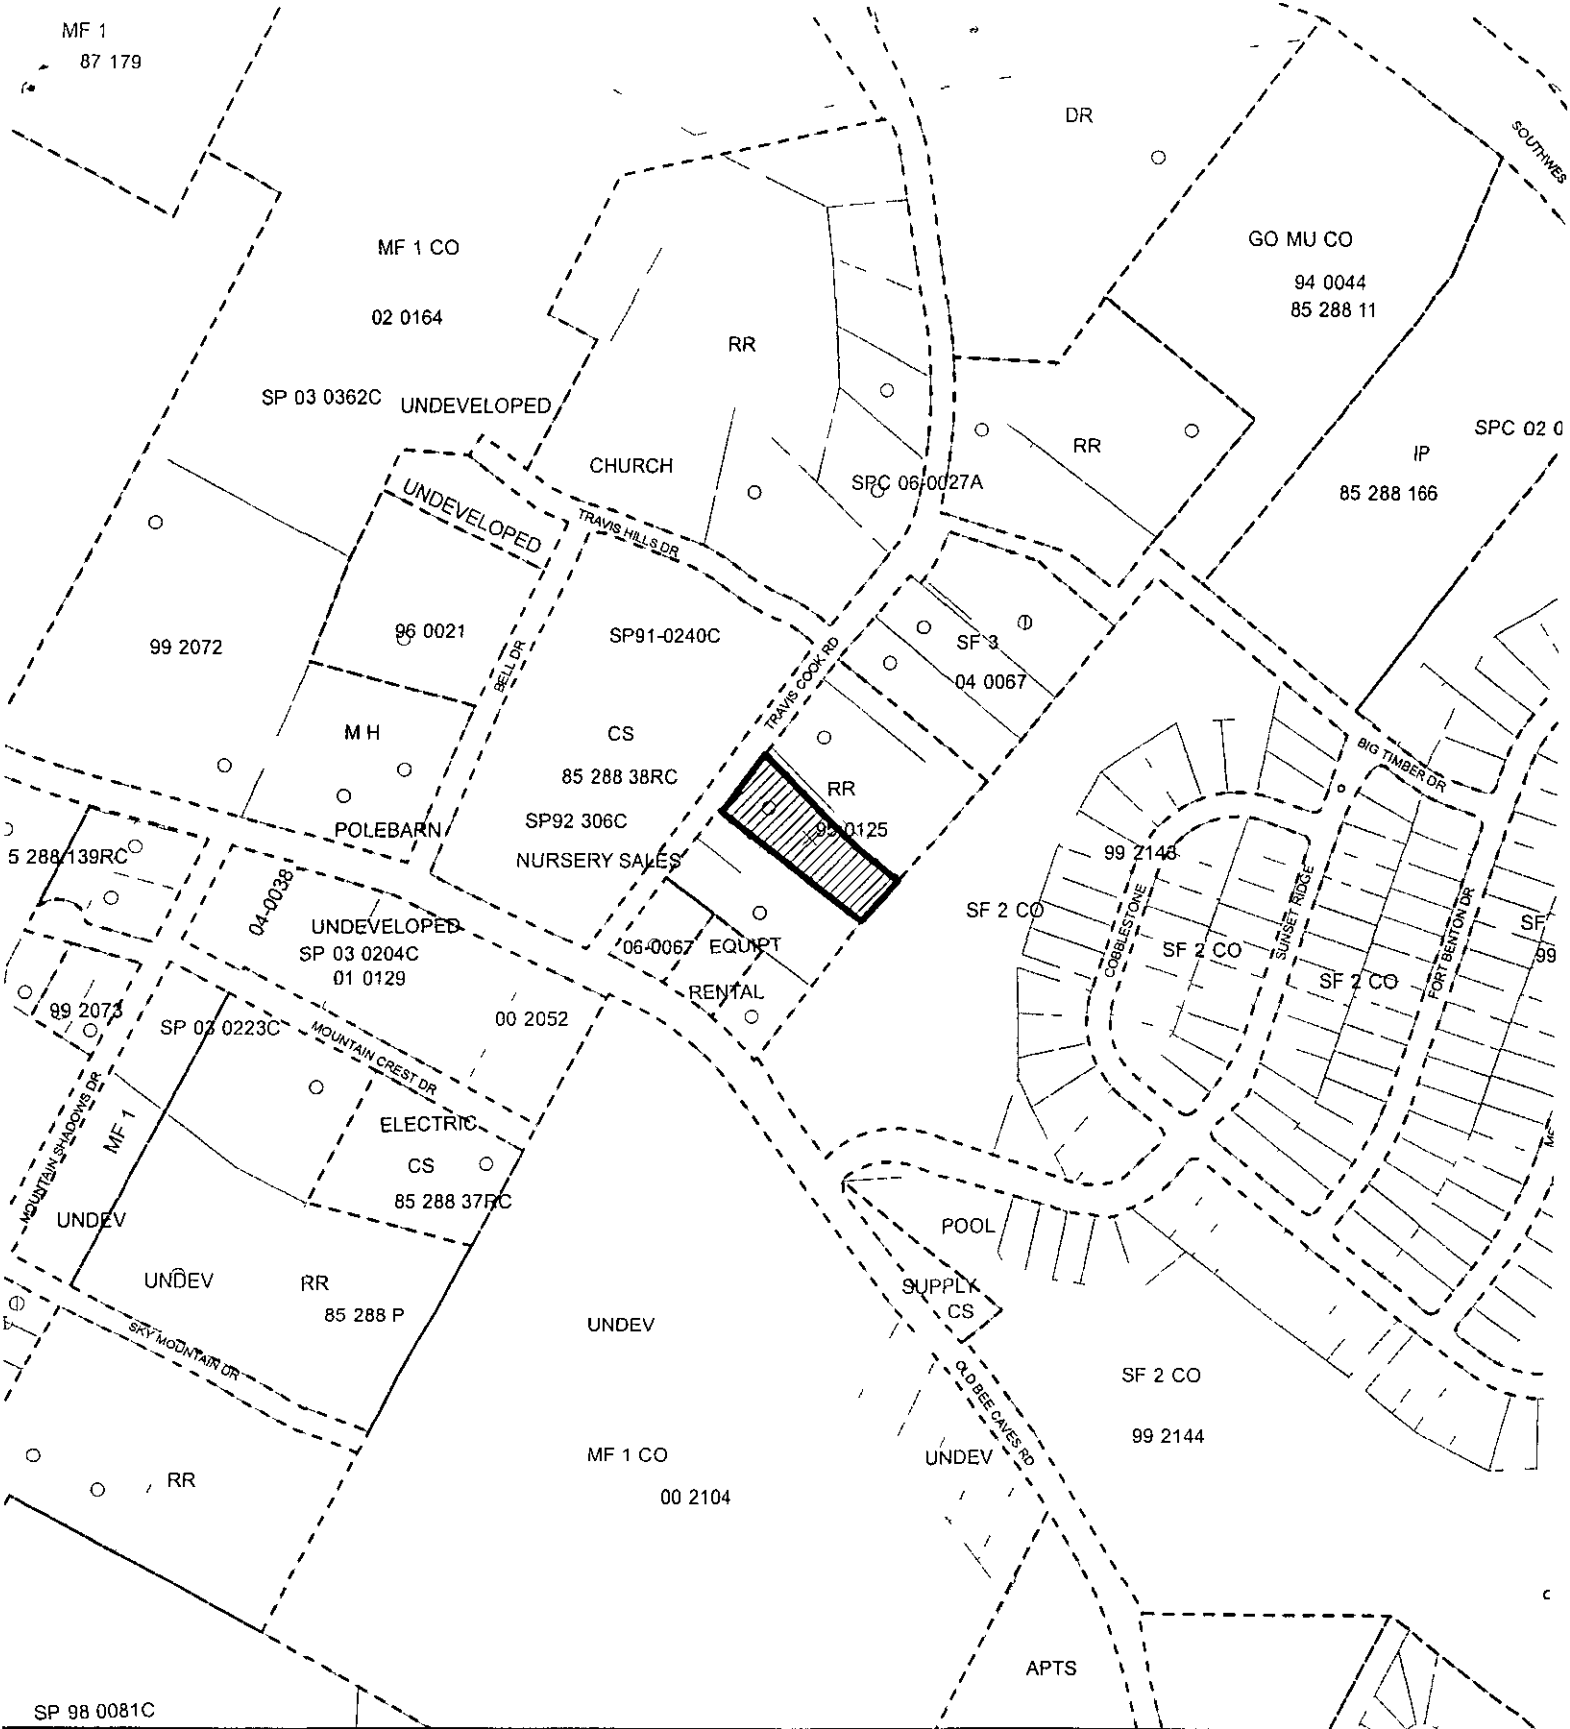 MF 1
87 179
DR
SOUTHWES
MF 1 CO
GO MU CO
94 0044
85 288 11
02 0164
RR
SP 03 0362C
UNDEVELOPED
SPC 02 0
RR
IP
85 288 166
CHURCH
SPC 06-0027A
UNDEVELOPED
TRAVIS HILLS DR
99 2072
96 0021
SP91-0240C
SF 3
04 0067
BELL DR
TRAVIS COOK RD
M H
CS
85 288 38RC
BIG TIMBER DR
RR
95-0125
POLEBARN
SP92 306C
NURSERY SALES
5 288 139RC
99 2143
04-0038
UNDEVELOPED
SP 03 0204C
01 0129
06-0067
EQUIPT
RENTAL
SF 2 CO
COBBLESTONE
SF 2 CO
SUNSET RIDGE
SF 2 CO
FORT BENTON DR
SF
99
99 2073
SP 03 0223C
MOUNTAIN CREST DR
00 2052
MOUNTAIN SHADOWS DR
MF 1
ELECTRIC
CS
85 288 37RC
UNDEV
UNDEV
RR
85 288 P
SKY MOUNTAIN DR
POOL
SUPPLY
CS
UNDEV
OLD BEE CAVES RD
SF 2 CO
99 2144
MF 1 CO
00 2104
UNDEV
RR
APTS
SP 98 0081C